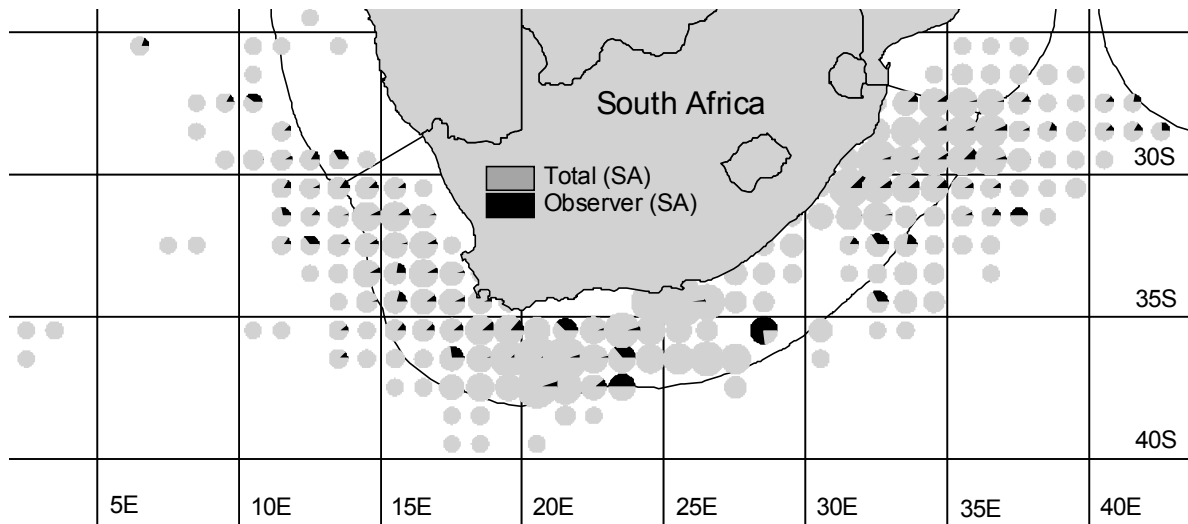 South Africa
Total (SA)
Observer (SA)
30S
35S
40S
5E 10E 15E 20E 25E 30E 35E 40E